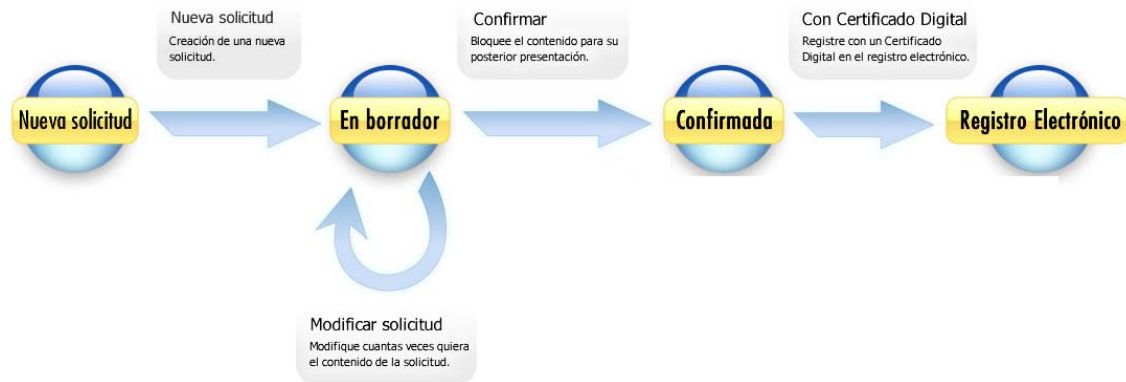 Nueva solicitud
Creación de una nueva
solicitud.
Confirmar
Bloquee el contenido para su
posterior presentación.
Con Certificado Digital
Registre con un Certificado
Digital en el registro electrónico.
Nueva solicitud
En borrador
Confirmada
Registro Electrónico
Modificar solicitud
Modifique cuantas veces quiera
el contenido de la solicitud.